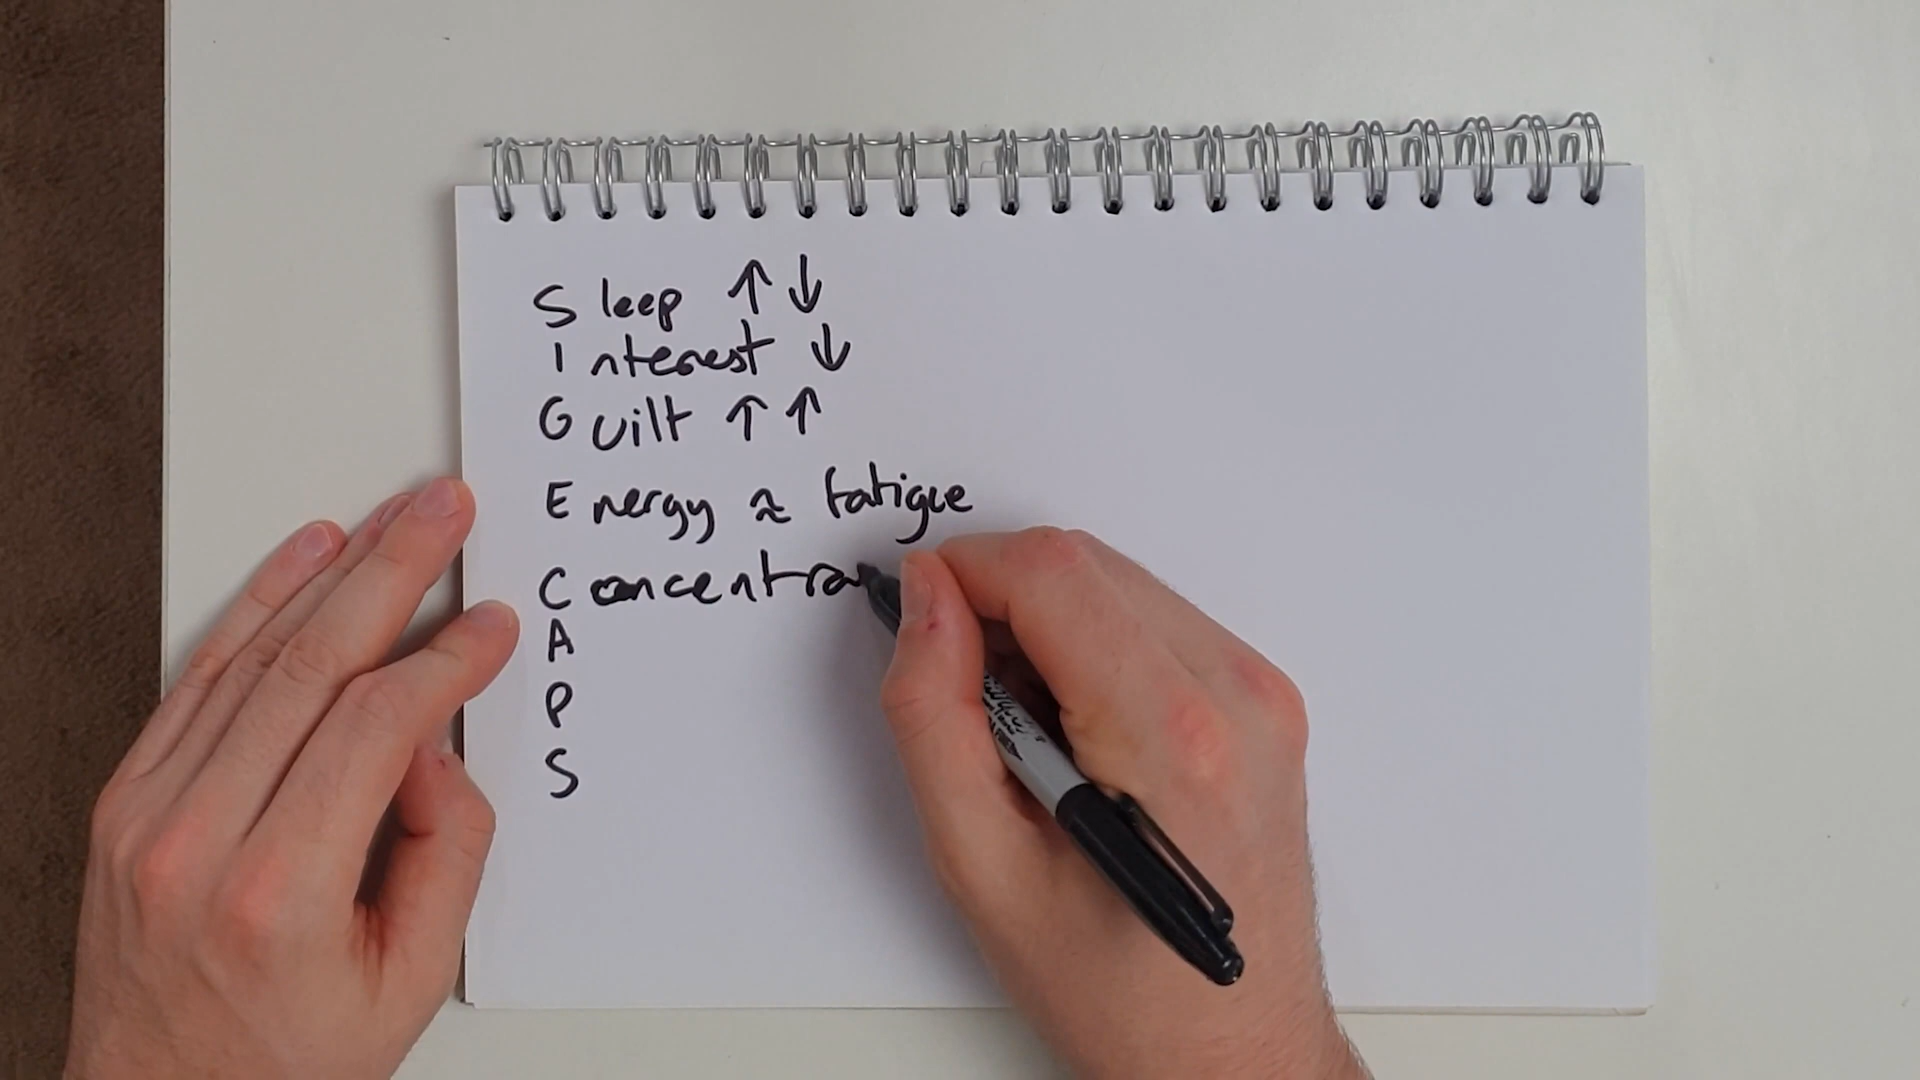 Sleep ↑ ↓
Interest ↓
Guilt ↑ ↑
Energy ≈ fatigue
Concentra
A
P
S